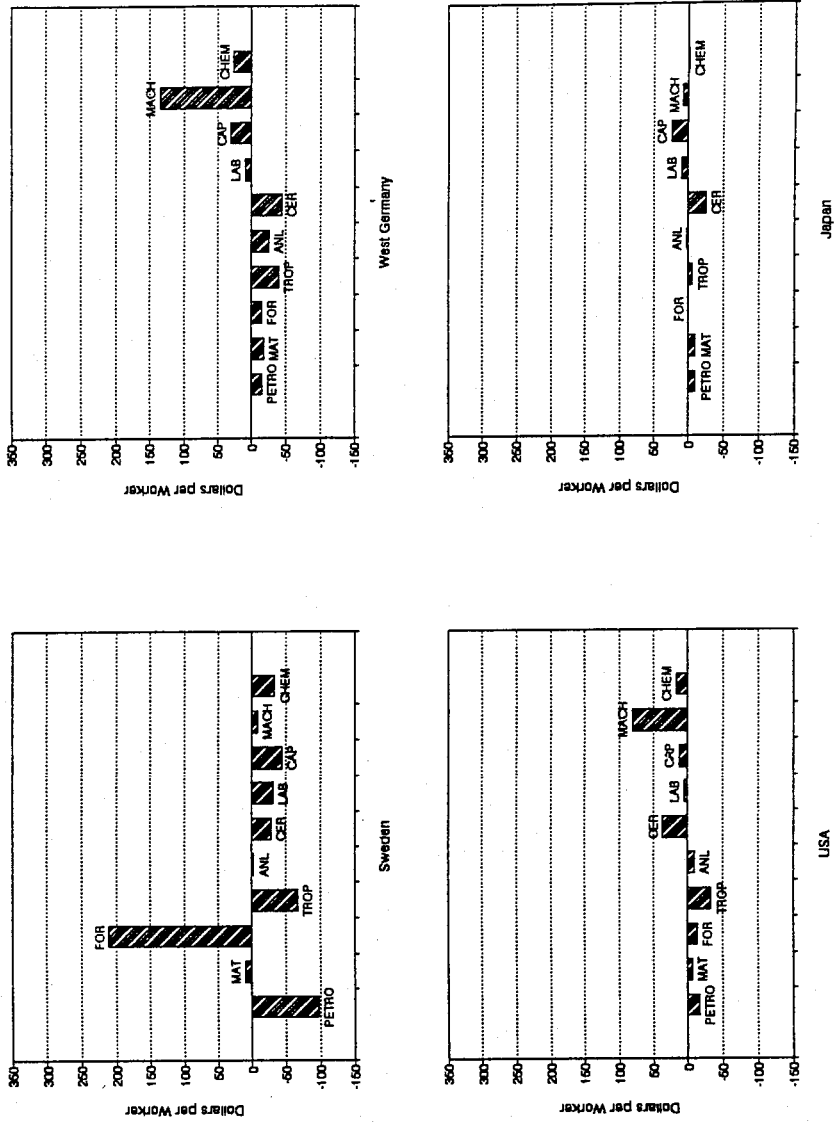 350
300
250
200
150
100
50
0
-50
-100
-150
Dollars per Worker
PETRO
MAT
FOR
TROP
ANL
CER
LAB
CAP
MACH
CHEM
Sweden
350
300
250
200
150
100
50
0
-50
-100
-150
Dollars per Worker
PETRO
MAT
FOR
TROP
ANL
CER
LAB
CAP
MACH
CHEM
West Germany
350
300
250
200
150
100
50
0
-50
-100
-150
Dollars per Worker
PETRO
MAT
FOR
TROP
ANL
CER
LAB
CAP
MACH
CHEM
USA
350
300
250
200
150
100
50
0
-50
-100
-150
Dollars per Worker
PETRO
MAT
FOR
TROP
ANL
CER
LAB
CAP
MACH
CHEM
Japan